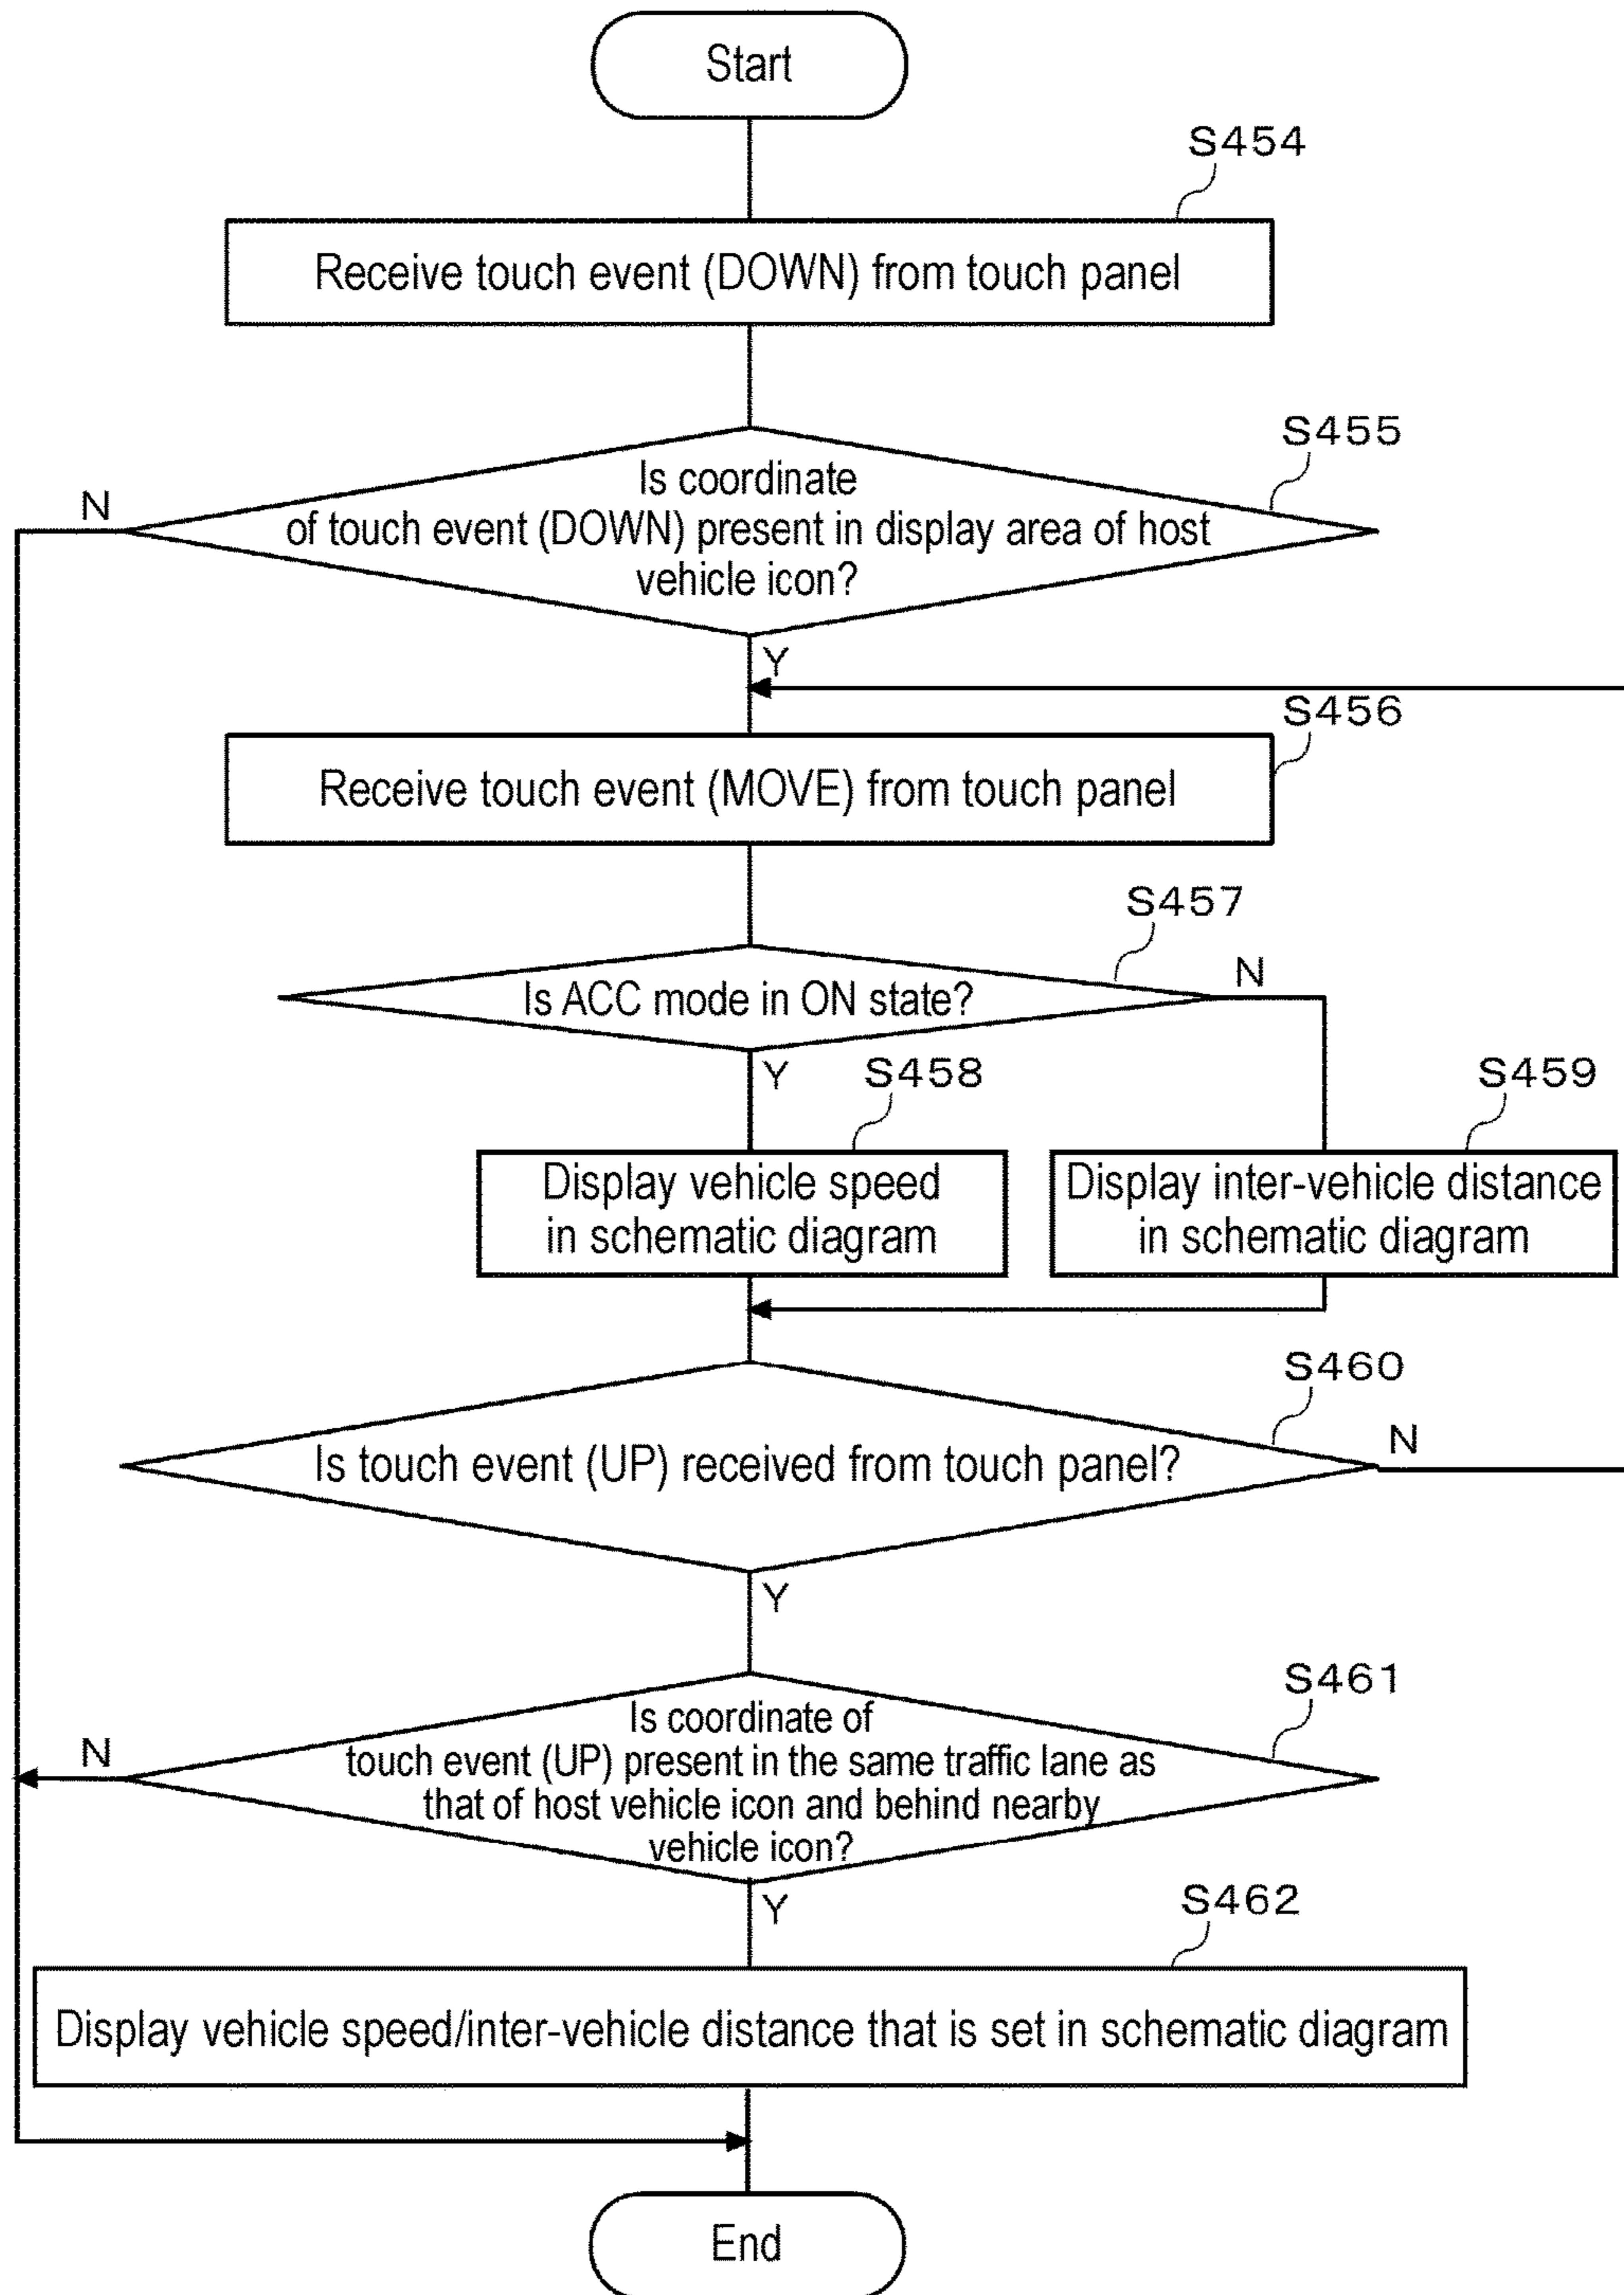 Start
S454
Receive touch event (DOWN) from touch panel
S455
Is coordinate
of touch event (DOWN) present in display area of host
vehicle icon?
N
Y
S456
Receive touch event (MOVE) from touch panel
S457
Is ACC mode in ON state?
N
Y
S458
S459
Display vehicle speed
in schematic diagram
Display inter-vehicle distance
in schematic diagram
S460
Is touch event (UP) received from touch panel?
N
Y
S461
Is coordinate of
touch event (UP) present in the same traffic lane as
that of host vehicle icon and behind nearby
vehicle icon?
N
Y
S462
Display vehicle speed/inter-vehicle distance that is set in schematic diagram
End